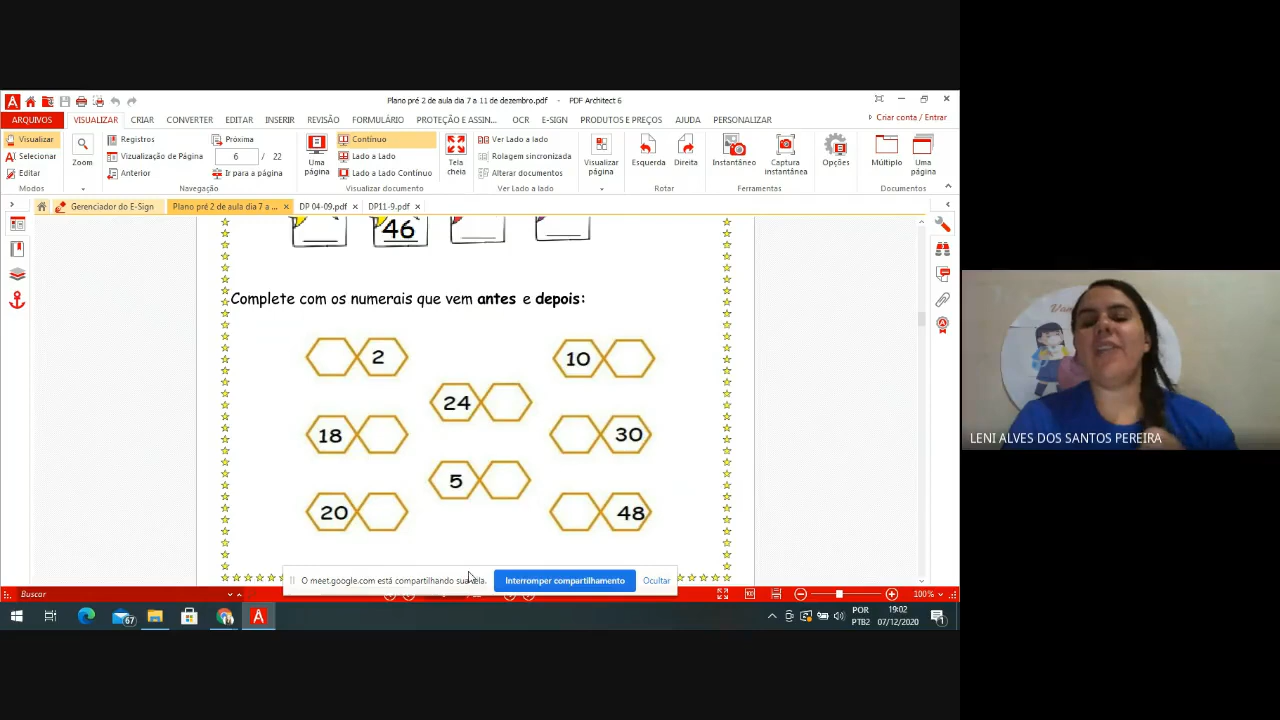 Plano pré 2 de aula dia 7 a 11 de dezembro.pdf - PDF Architect 6
ARQUIVOS VISUALIZAR CRIAR CONVERTER EDITAR INSERIR REVISÃO FORMULÁRIO PROTEÇÃO E ASSIN... OCR E-SIGN PRODUTOS E PREÇOS AJUDA PERSONALIZAR Criar conta / Entrar
Visualizar
Selecionar
Editar
Modos
Zoom
Registros
Vizualização de Página
Anterior
Próxima
6 / 22
Ir para a página
Navegação
Uma página
Contínuo
Lado a Lado
Lado a Lado Contínuo
Visualizar documento
Tela cheia
Ver Lado a lado
Rolagem sincronizada
Alterar documentos
Ver Lado a lado
Visualizar página
Esquerda Direita
Rotar
Instantâneo
Captura instantânea
Ferramentas
Opções
Múltiplo
Uma página
Documentos
Gerenciador do E-Sign Plano pré 2 de aula dia 7 a ... × DP 04-09.pdf × DP11-9.pdf ×
46
Complete com os numerais que vem antes e depois:
2 10
24
18 30
5
20 48
O meet.google.com está compartilhando sua tela. Interromper compartilhamento Ocultar
Buscar
100%
67
POR
PTB2
19:02
07/12/2020
1
LENI ALVES DOS SANTOS PEREIRA